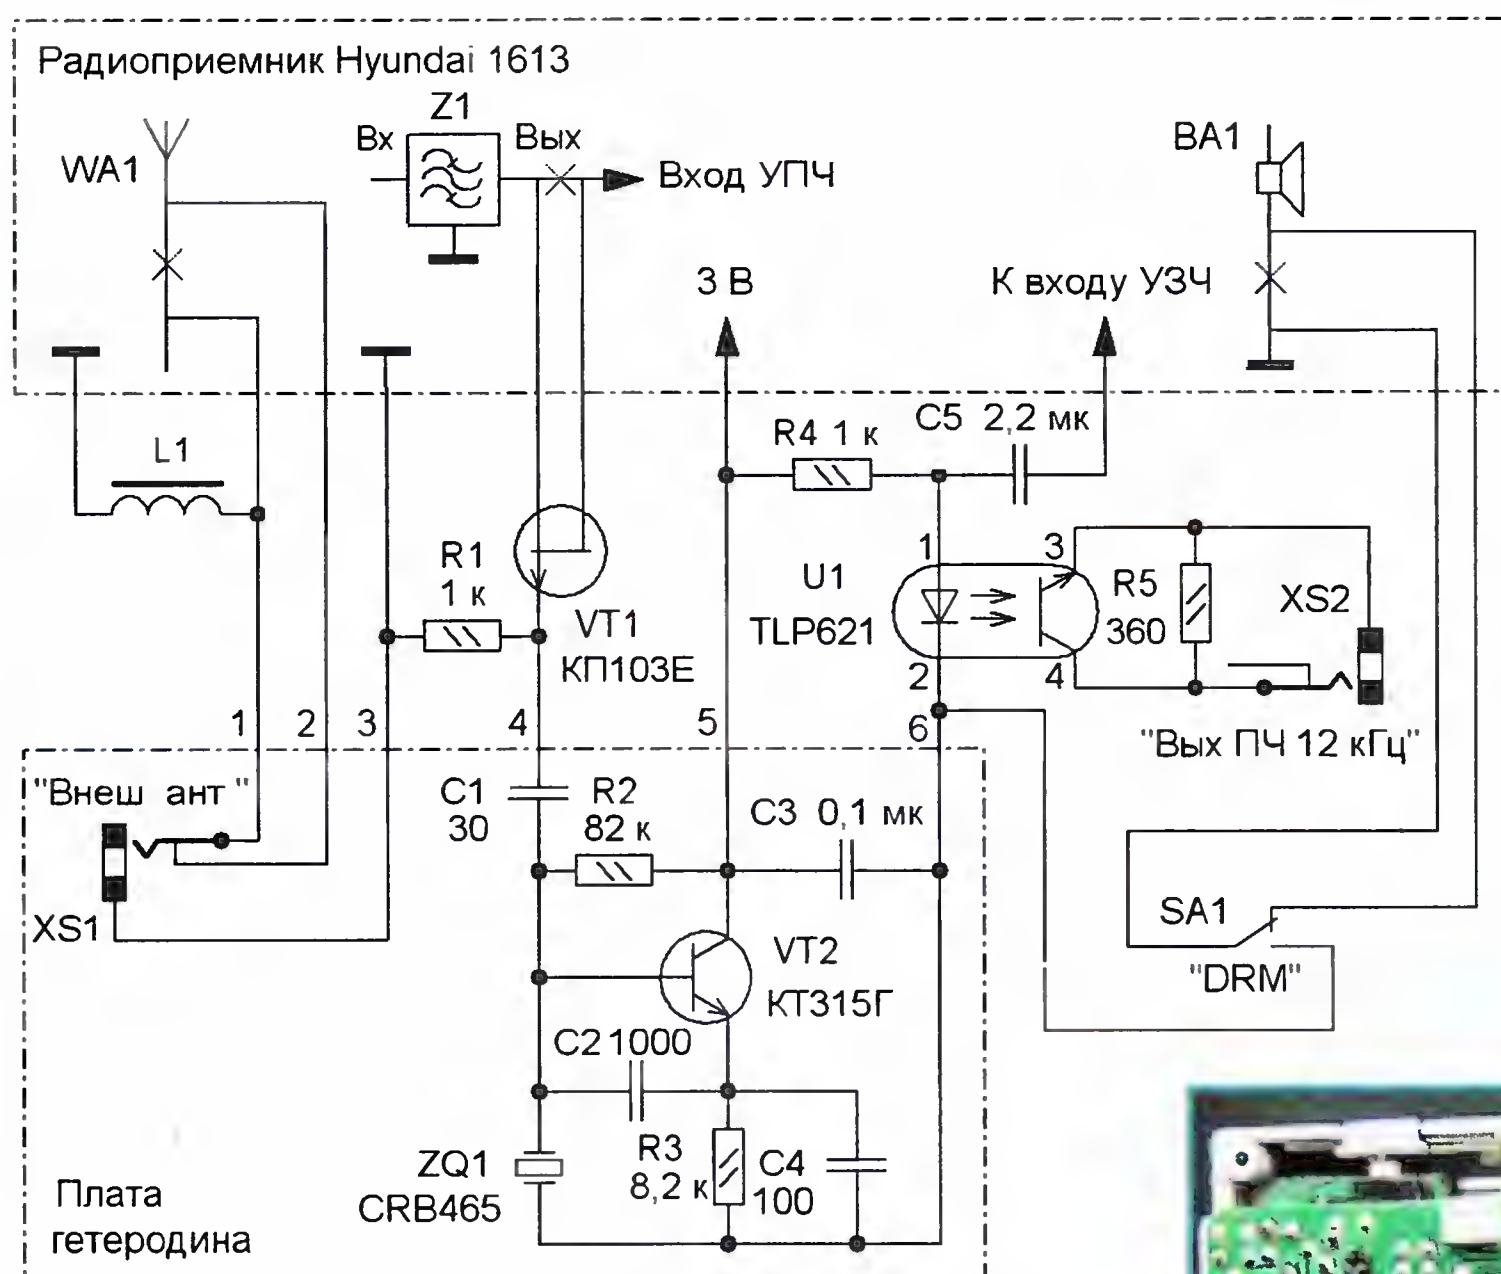 Радиоприемник Hyundai 1613
Z1
Вх
Вых
WA1
Вход УПЧ
BA1
3 В
К входу УЗЧ
L1
R4 1 к
C5 2,2 мк
R1
1 к
VT1
КП103Е
U1
TLP621
1
3
2
4
R5
360
XS2
1
2
3
4
5
6
"Вых ПЧ 12 кГц"
"Внеш ант "
XS1
C1
30
R2
82 к
C3 0,1 мк
VT2
КТ315Г
SA1
"DRM"
C2 1000
ZQ1
CRB465
R3
8,2 к
C4
100
Плата
гетеродина